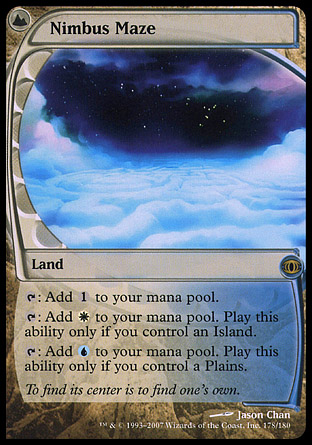 Nimbus Maze
Land
: Add 1 to your mana pool.
: Add to your mana pool. Play this
ability only if you control an Island.
: Add to your mana pool. Play this
ability only if you control a Plains.
To find its center is to find one's own.
Jason Chan
™ & © 1993–2007 Wizards of the Coast, Inc. 178/180